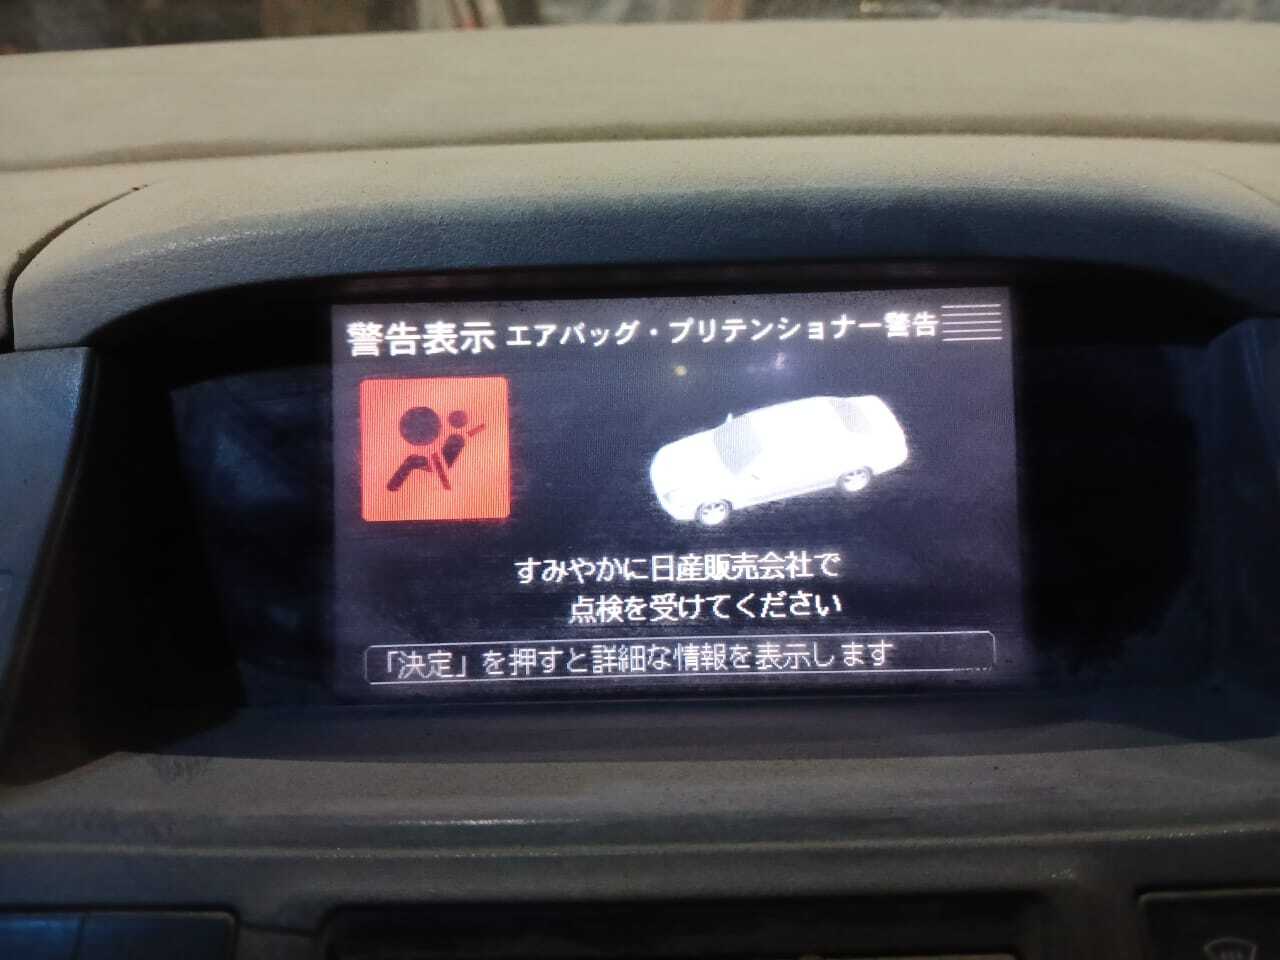 警告表示 エアバッグ・プリテンショナー警告
すみやかに日産販売会社で
点検を受けてください
「決定」を押すと詳細な情報を表示します